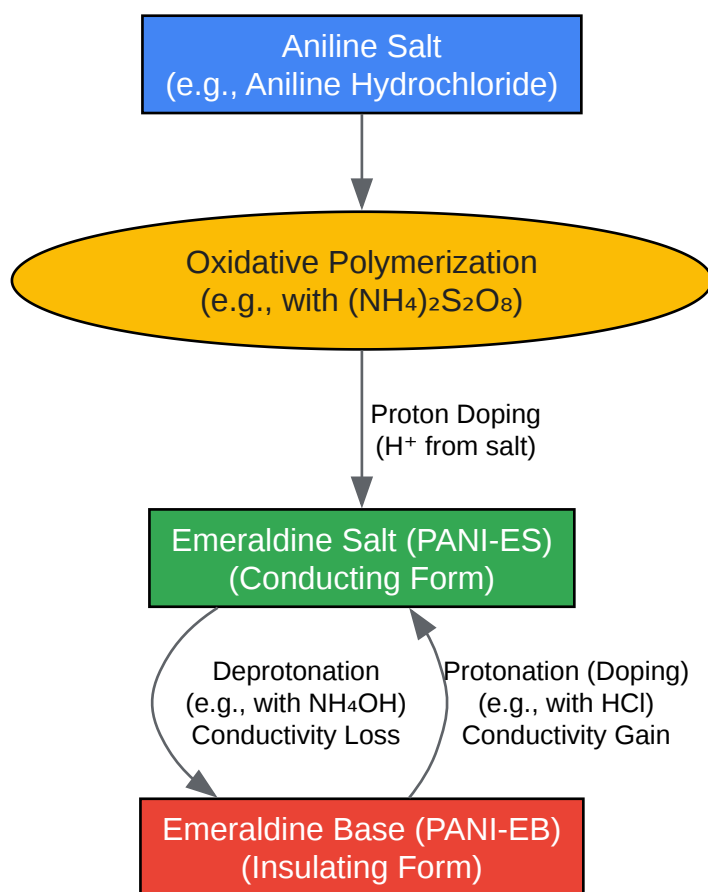 Aniline Salt
(e.g., Aniline Hydrochloride)
Oxidative Polymerization
(e.g., with (NH₄)₂S₂O₈)
Proton Doping
(H⁺ from salt)
Emeraldine Salt (PANI-ES)
(Conducting Form)
Deprotonation
(e.g., with NH₄OH)
Conductivity Loss
Protonation (Doping)
(e.g., with HCl)
Conductivity Gain
Emeraldine Base (PANI-EB)
(Insulating Form)